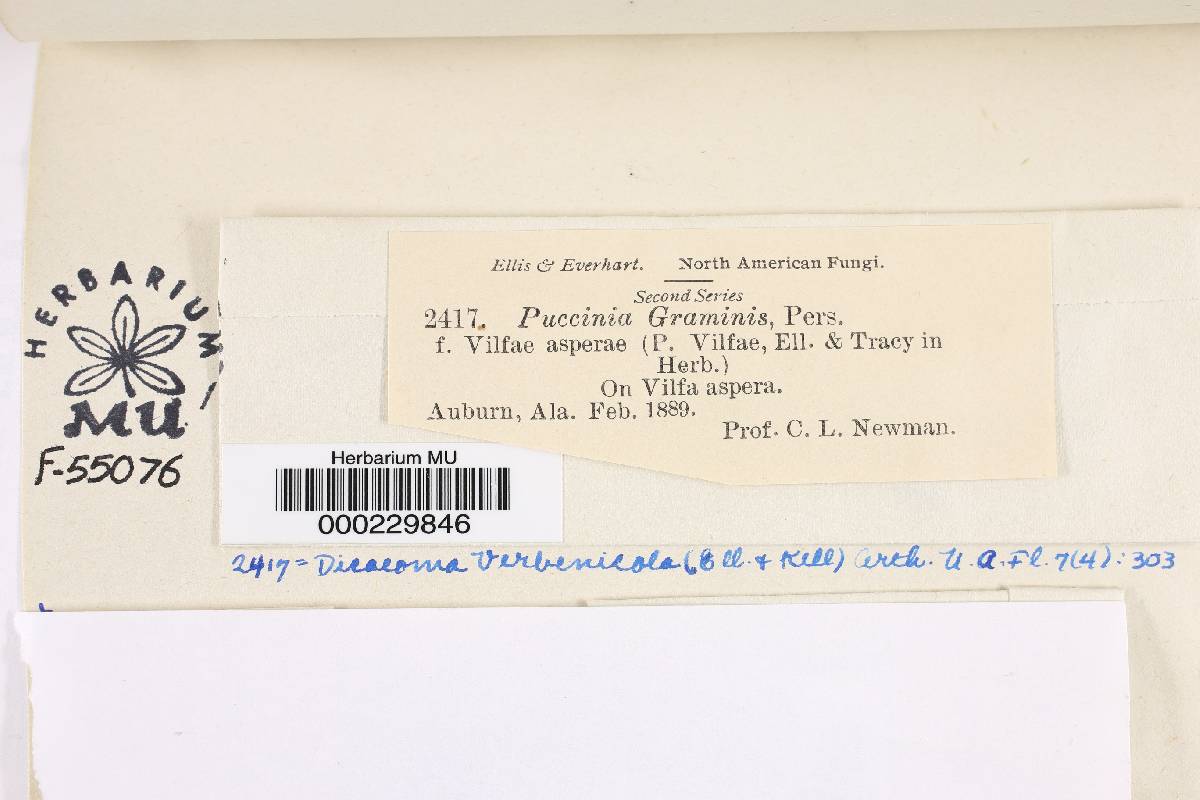 Ellis & Everhart. North American Fungi.
Second Series
2417. Puccinia Graminis, Pers.
f. Vilfae asperae (P. Vilfae, Ell. & Tracy in
Herb.)
On Vilfa aspera.
Auburn, Ala. Feb. 1889.
Prof. C. L. Newman.
HERBARIUM
MU
F-55076
Herbarium MU
000229846
2417 = Dicaeoma Verbenicola (Ell. & Kell) Arth. N. A. Fl. 7(4): 303